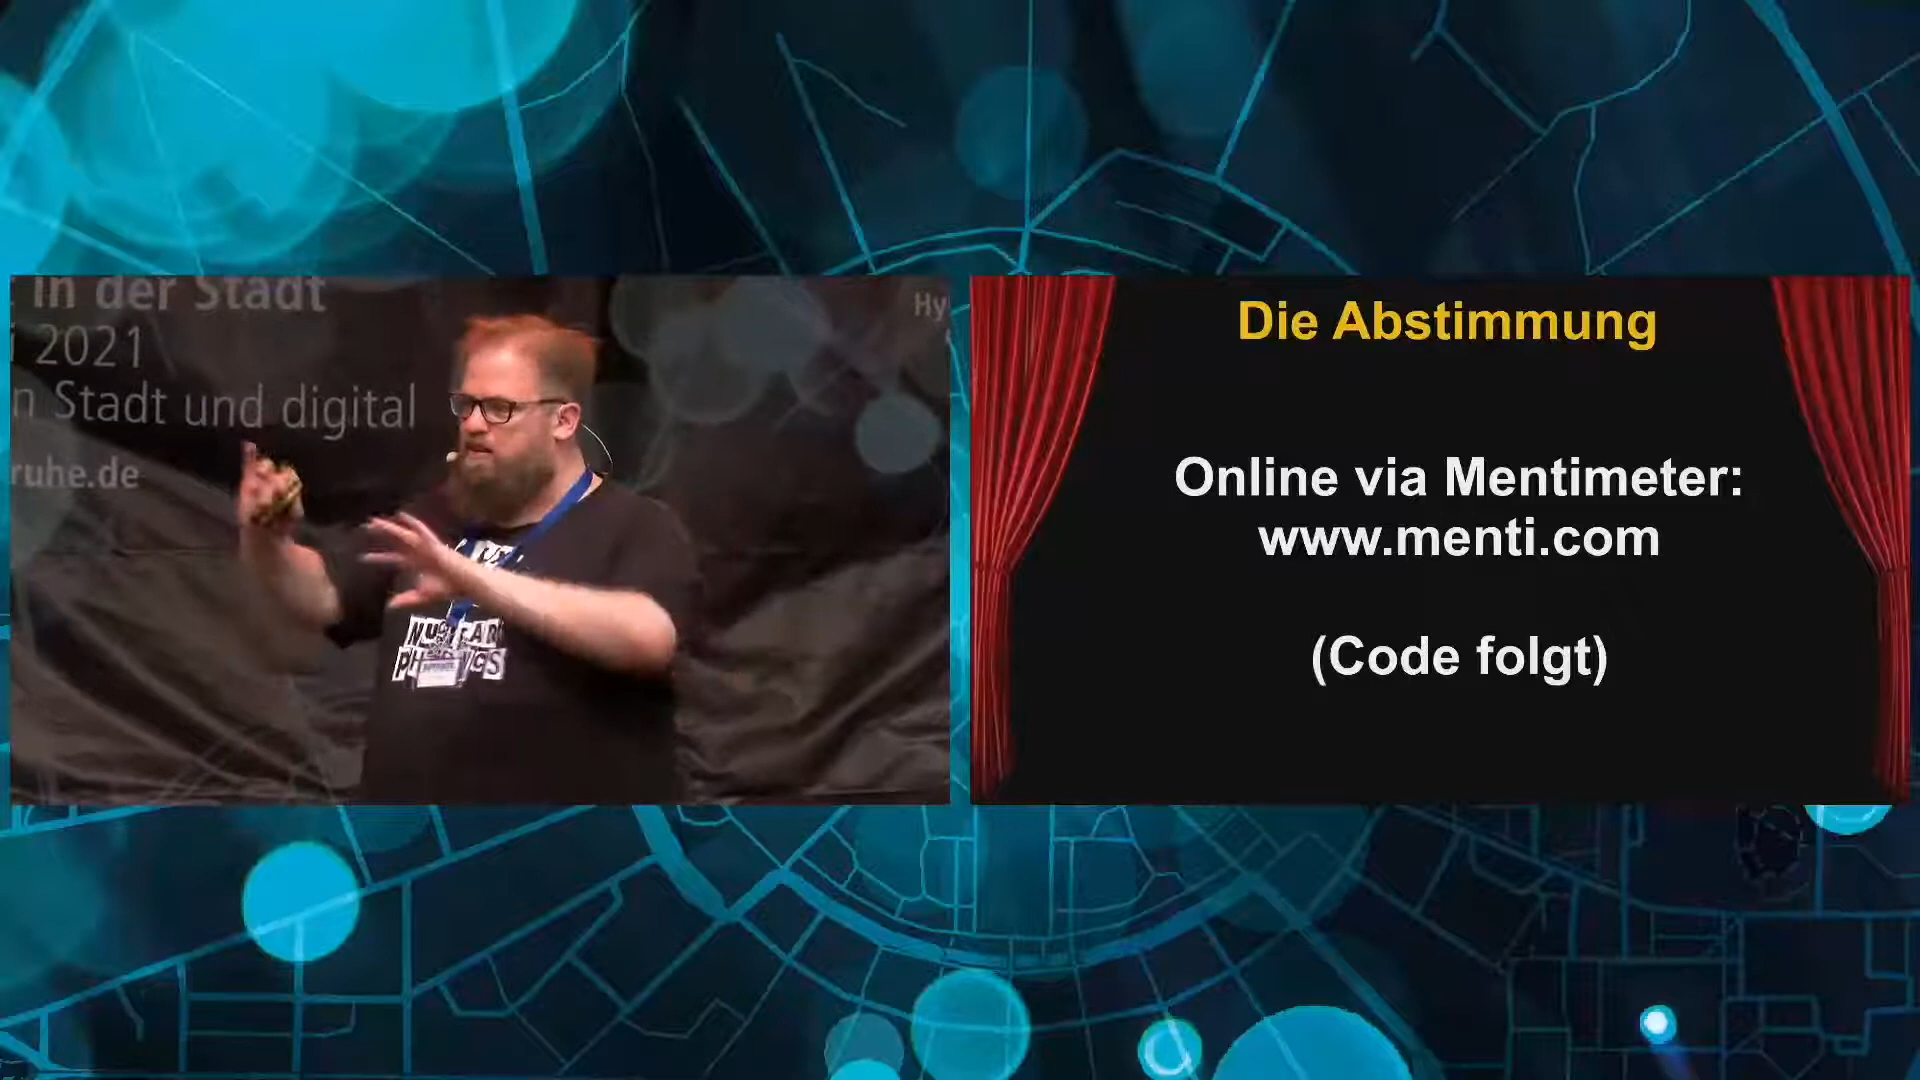 in der Stadt
2021
n Stadt und digital
ruhe.de
Hy
Die Abstimmung
Online via Mentimeter:
www.menti.com
(Code folgt)